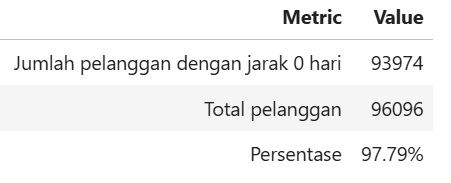 Metric Value
Jumlah pelanggan dengan jarak 0 hari 93974
Total pelanggan 96096
Persentase 97.79%